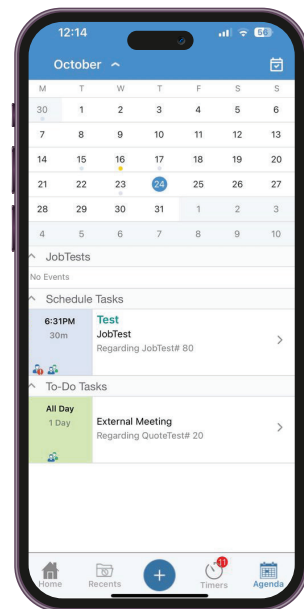 12:14
56
October
M T W T F S S
30 1 2 3 4 5 6
7 8 9 10 11 12 13
14 15 16 17 18 19 20
21 22 23 24 25 26 27
28 29 30 31 1 2 3
4 5 6 7 8 9 10
JobTests
No Events
Schedule Tasks
6:31PM Test
30m JobTest
Regarding JobTest# 80
To-Do Tasks
All Day
1 Day External Meeting
Regarding QuoteTest# 20
11
Home Recents Timers Agenda